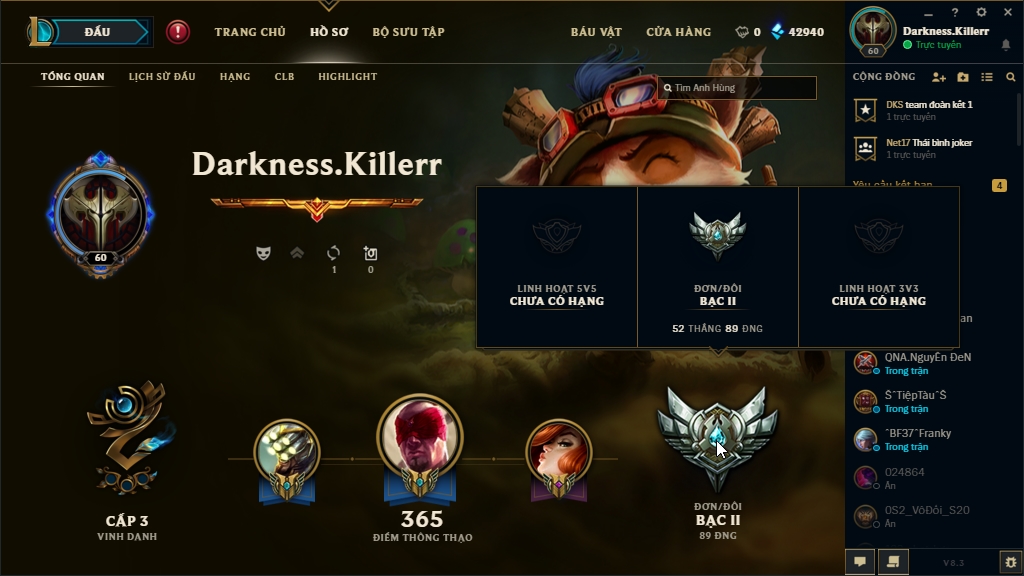 ĐẤU
TRANG CHỦ
HỒ SƠ
BỘ SƯU TẬP
BÁU VẬT
CỬA HÀNG
0
42940
60
Darkness.Killerr
Trực tuyến
TỔNG QUAN
LỊCH SỬ ĐẤU
HẠNG
CLB
HIGHLIGHT
Tìm Anh Hùng
CỘNG ĐỒNG
DKS team đoàn kết 1
1 trực tuyến
Net17 Thái bình joker
1 trực tuyến
Yêu cầu kết bạn
4
Darkness.Killerr
60
1
0
LINH HOẠT 5V5
CHƯA CÓ HẠNG
ĐƠN/ĐÔI
BẠC II
52 THẮNG 89 ĐNG
LINH HOẠT 3V3
CHƯA CÓ HẠNG
an
QNA.NguyÊn ĐeN
Trong trận
Šˆ˜TiệpTàuˆ˜Š
Trong trận
ˆBF37ˆFranky
Trong trận
024864
Ẩn
0S2_VôĐối_S20
Ẩn
CẤP 3
VINH DANH
365
ĐIỂM THÔNG THẠO
ĐƠN/ĐÔI
BẠC II
89 ĐNG
V8.3